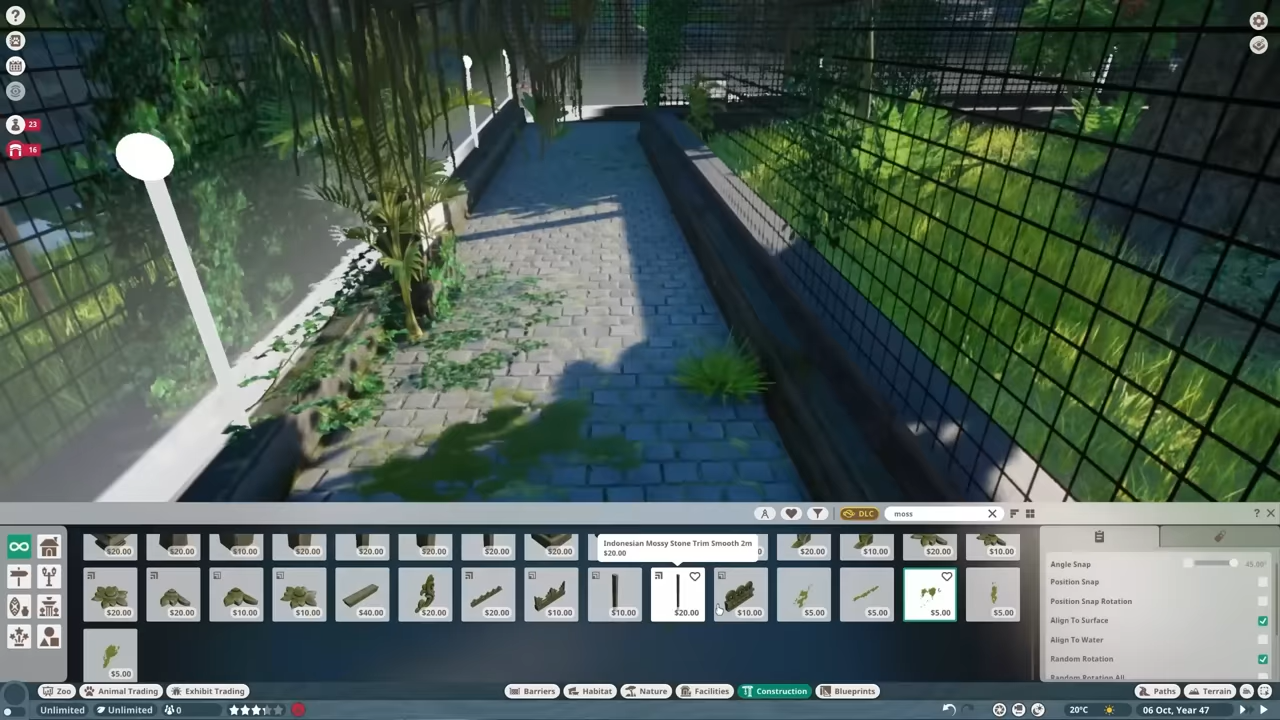 ?
23
16
DLC
moss
?
$20.00 $20.00 $10.00 $20.00 $20.00 $20.00 $20.00 $20.00 $20.00 $10.00 $20.00 $10.00
Indonesian Mossy Stone Trim Smooth 2m
$20.00
$20.00 $20.00 $10.00 $20.00 $40.00 $20.00 $20.00 $10.00 $10.00 $20.00 $10.00 $5.00 $5.00 $5.00 $5.00
$5.00
Angle Snap 45.00°
Position Snap
Position Snap Rotation
Align To Surface
Align To Water
Random Rotation
Random Rotation All
Zoo Animal Trading Exhibit Trading Barriers Habitat Nature Facilities Construction Blueprints Paths Terrain
Unlimited Unlimited 0 20°C 06 Oct, Year 47